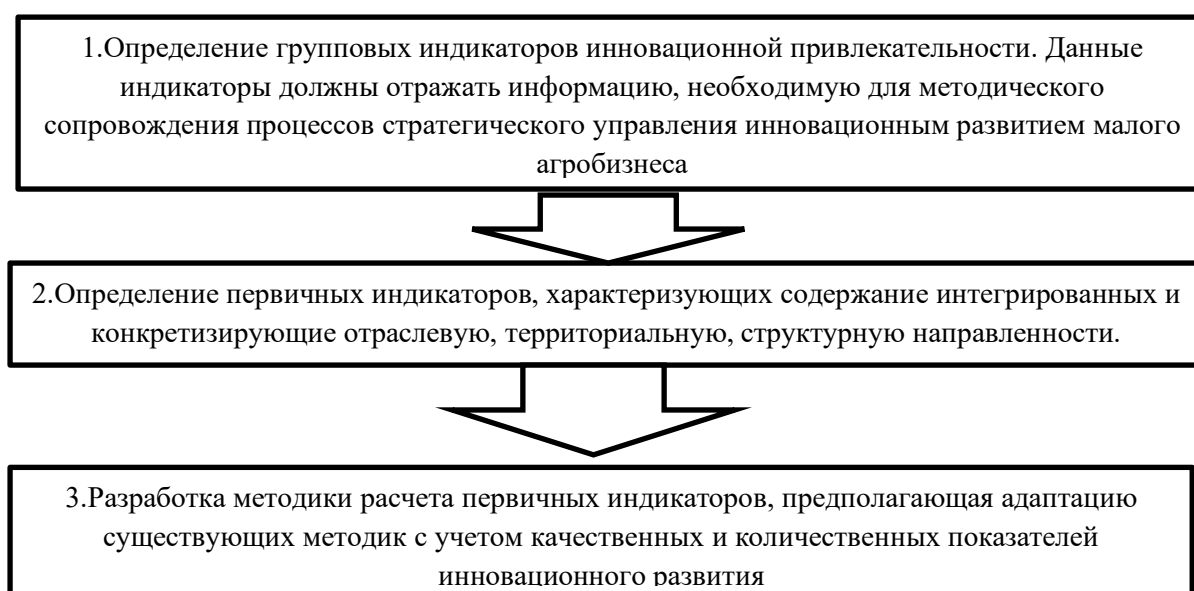 1.Определение групповых индикаторов инновационной привлекательности. Данные
индикаторы должны отражать информацию, необходимую для методического
сопровождения процессов стратегического управления инновационным развитием малого
агробизнеса
2.Определение первичных индикаторов, характеризующих содержание интегрированных и
конкретизирующие отраслевую, территориальную, структурную направленности.
3.Разработка методики расчета первичных индикаторов, предполагающая адаптацию
существующих методик с учетом качественных и количественных показателей
инновационного развития